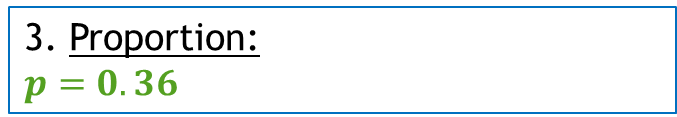 3. Proportion:
p = 0.36